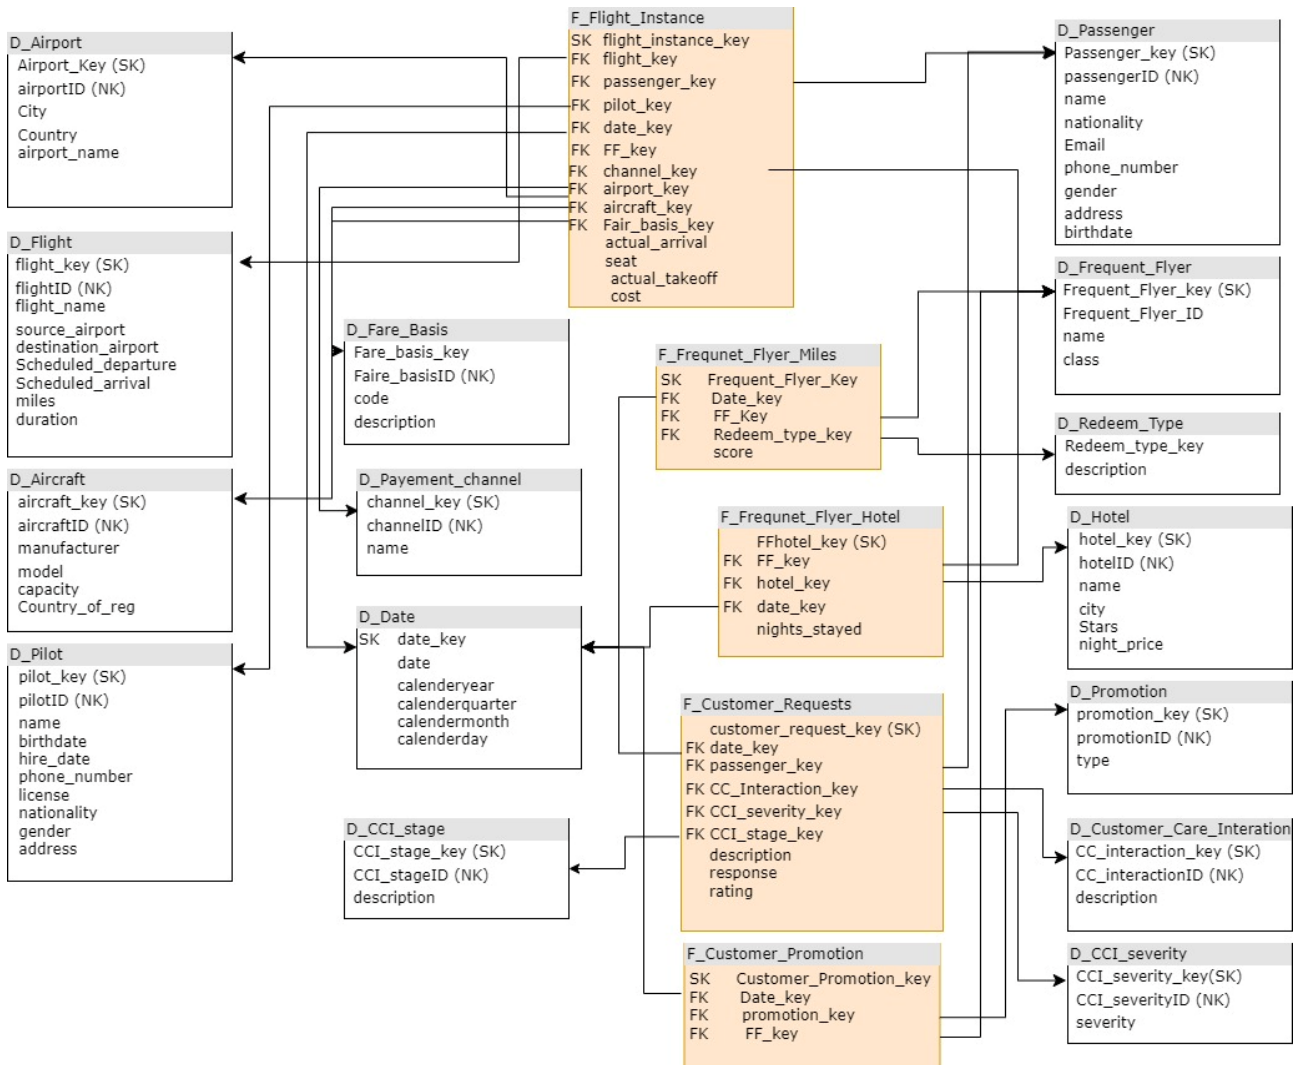 D_Airport
Airport_Key (SK)
airportID (NK)
City
Country
airport_name
D_Flight
flight_key (SK)
flightID (NK)
flight_name
source_airport
destination_airport
Scheduled_departure
Scheduled_arrival
miles
duration
D_Aircraft
aircraft_key (SK)
aircraftID (NK)
manufacturer
model
capacity
Country_of_reg
D_Pilot
pilot_key (SK)
pilotID (NK)
name
birthdate
hire_date
phone_number
license
nationality
gender
address
D_Fare_Basis
Fare_basis_key
Faire_basisID (NK)
code
description
D_Payement_channel
channel_key (SK)
channelID (NK)
name
D_Date
SK date_key
date
calenderyear
calenderquarter
calendermonth
calenderday
D_CCI_stage
CCI_stage_key (SK)
CCI_stageID (NK)
description
F_Flight_Instance
SK flight_instance_key
FK flight_key
FK passenger_key
FK pilot_key
FK date_key
FK FF_key
FK channel_key
FK airport_key
FK aircraft_key
FK Fair_basis_key
actual_arrival
seat
actual_takeoff
cost
F_Frequnet_Flyer_Miles
SK Frequent_Flyer_Key
FK Date_key
FK FF_Key
FK Redeem_type_key
score
F_Frequnet_Flyer_Hotel
FFhotel_key (SK)
FK FF_key
FK hotel_key
FK date_key
nights_stayed
F_Customer_Requests
customer_request_key (SK)
FK date_key
FK passenger_key
FK CC_Interaction_key
FK CCI_severity_key
FK CCI_stage_key
description
response
rating
F_Customer_Promotion
SK Customer_Promotion_key
FK Date_key
FK promotion_key
FK FF_key
D_Passenger
Passenger_key (SK)
passengerID (NK)
name
nationality
Email
phone_number
gender
address
birthdate
D_Frequent_Flyer
Frequent_Flyer_key (SK)
Frequent_Flyer_ID
name
class
D_Redeem_Type
Redeem_type_key
description
D_Hotel
hotel_key (SK)
hotelID (NK)
name
city
Stars
night_price
D_Promotion
promotion_key (SK)
promotionID (NK)
type
D_Customer_Care_Interation
CC_interaction_key (SK)
CC_interactionID (NK)
description
D_CCI_severity
CCI_severity_key(SK)
CCI_severityID (NK)
severity